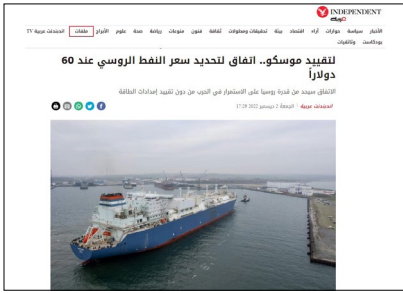 INDEPENDENT
عربية
الأخبار سياسة حوارات آراء اقتصاد بيئة تحقيقات ومطولات ثقافة فنون منوعات رياضة صحة علوم الأبراج ملفات اندبندنت عربية TV
بودكاست وثائقيات
لتقييد موسكو.. اتفاق لتحديد سعر النفط الروسي عند 60
دولاراً
الاتفاق سيحد من قدرة روسيا على الاستمرار في الحرب من دون تقييد إمدادات الطاقة
اندبندنت عربية الجمعة 2 ديسمبر 2022 17:29